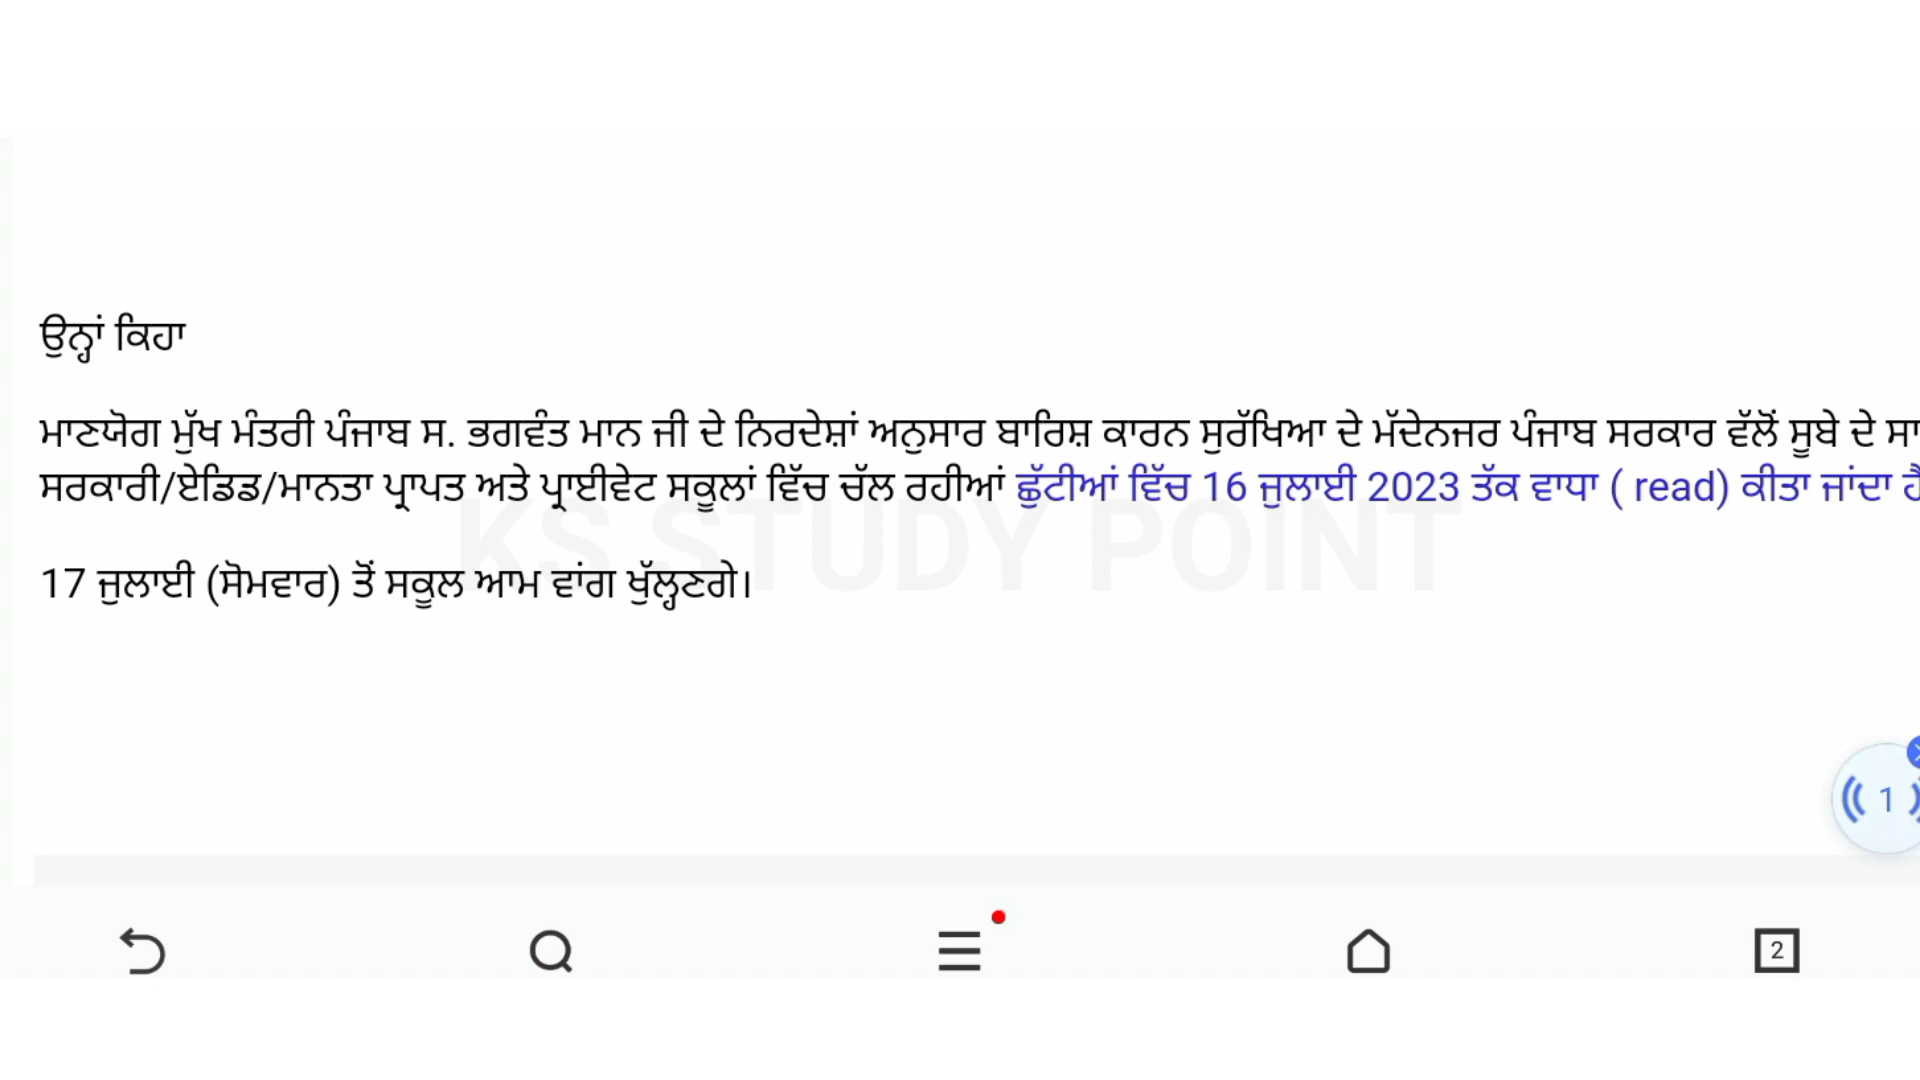 ਉਨ੍ਹਾਂ ਕਿਹਾ
ਮਾਣਯੋਗ ਮੁੱਖ ਮੰਤਰੀ ਪੰਜਾਬ ਸ. ਭਗਵੰਤ ਮਾਨ ਜੀ ਦੇ ਨਿਰਦੇਸ਼ਾਂ ਅਨੁਸਾਰ ਬਾਰਿਸ਼ ਕਾਰਨ ਸੁਰੱਖਿਆ ਦੇ ਮੱਦੇਨਜਰ ਪੰਜਾਬ ਸਰਕਾਰ ਵੱਲੋਂ ਸੂਬੇ ਦੇ
ਸਰਕਾਰੀ/ਏਡਿਡ/ਮਾਨਤਾ ਪ੍ਰਾਪਤ ਅਤੇ ਪ੍ਰਾਈਵੇਟ ਸਕੂਲਾਂ ਵਿੱਚ ਚੱਲ ਰਹੀਆਂ ਛੁੱਟੀਆਂ ਵਿੱਚ 16 ਜੁਲਾਈ 2023 ਤੱਕ ਵਾਧਾ ( read) ਕੀਤਾ ਜਾਂਦਾ ਹੈ
KS STUDY POINT
17 ਜੁਲਾਈ (ਸੋਮਵਾਰ) ਤੋਂ ਸਕੂਲ ਆਮ ਵਾਂਗ ਖੁੱਲ੍ਹਣਗੇ।
1
2